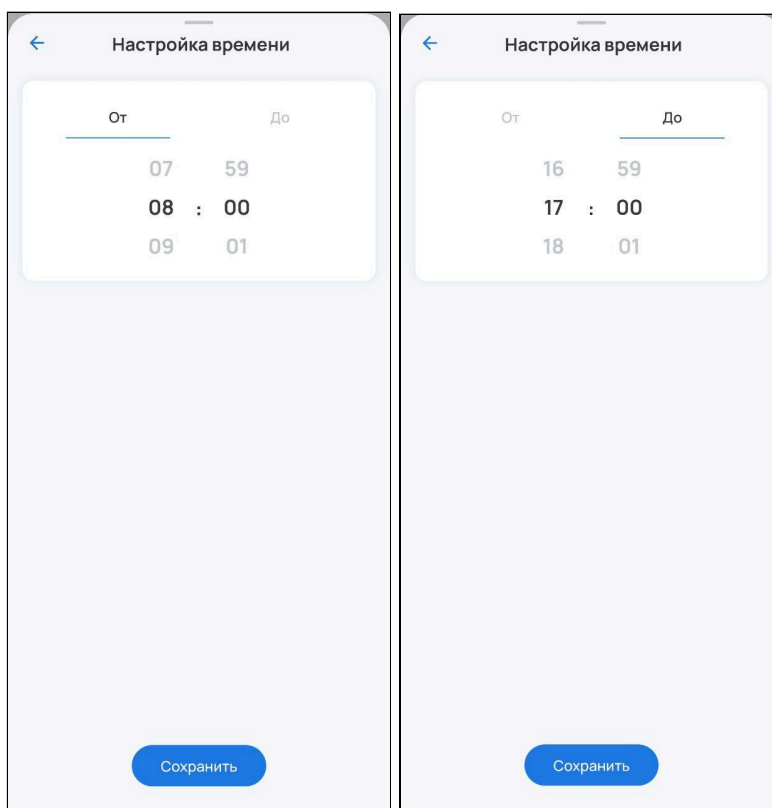 Настройка времени
От До
07 59
08 : 00
09 01
Сохранить
Настройка времени
От До
16 59
17 : 00
18 01
Сохранить